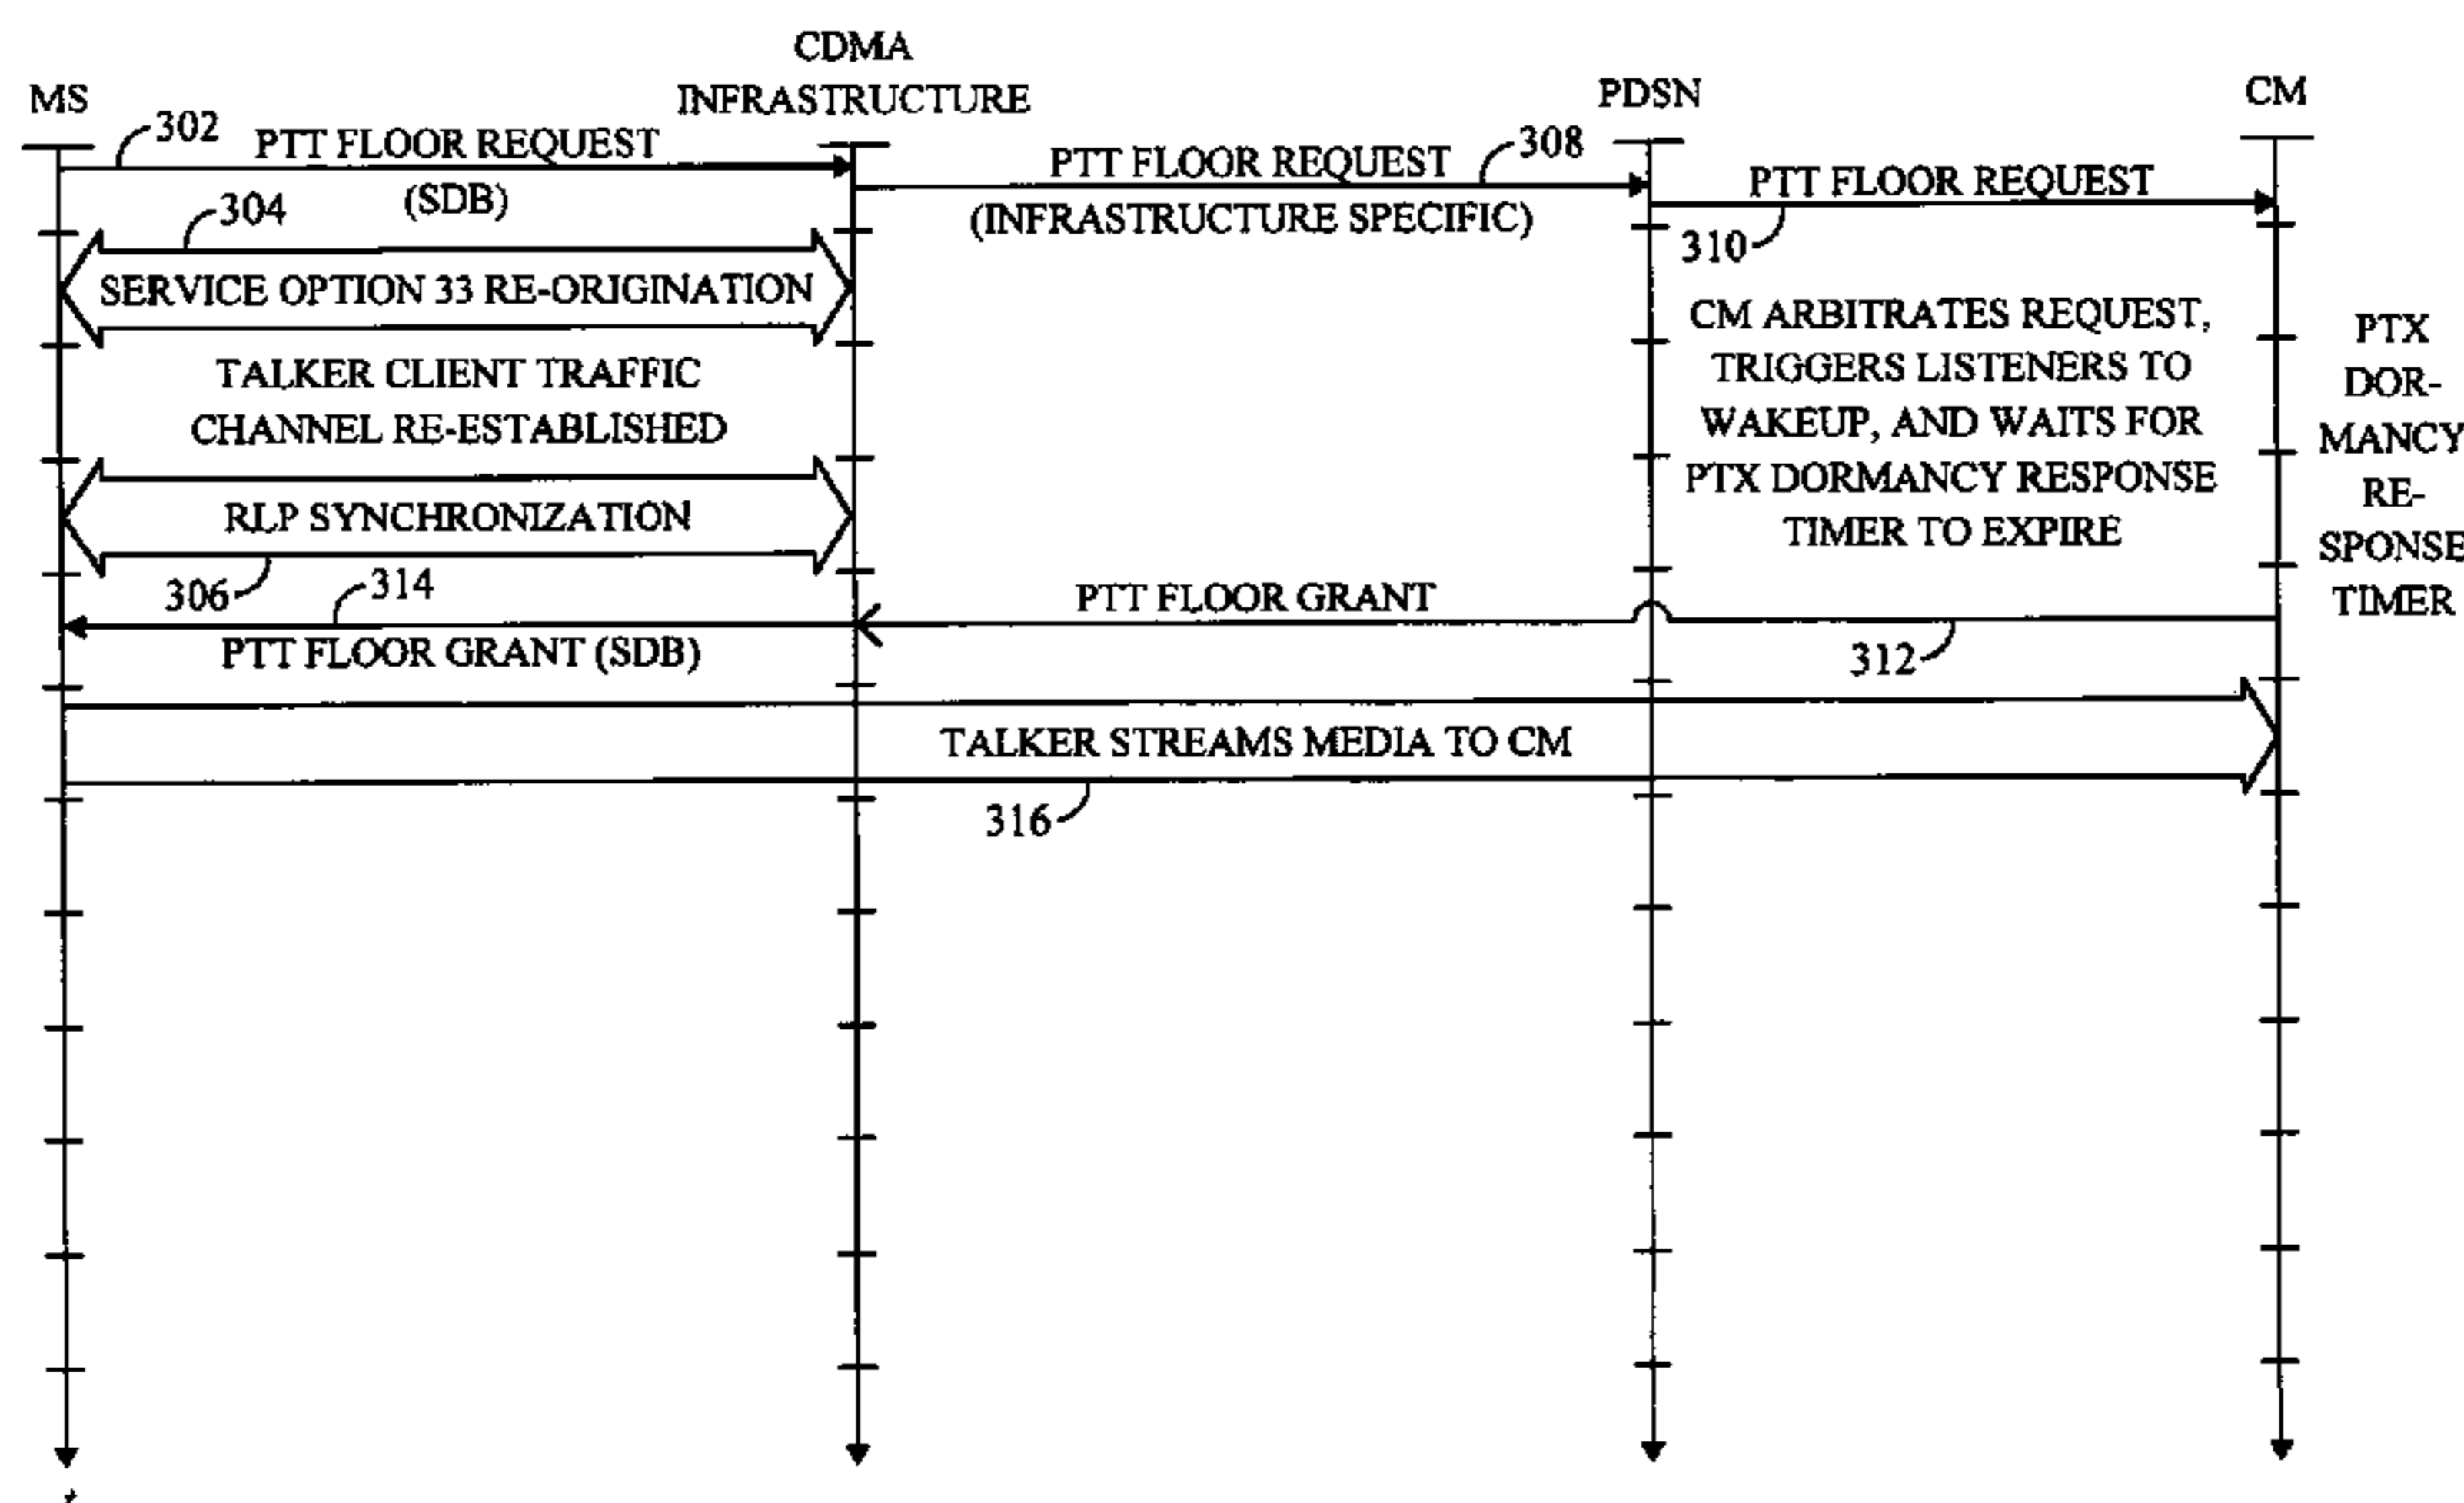 MS
CDMA
INFRASTRUCTURE
PDSN
CM
302
PTT FLOOR REQUEST
(SDB)
PTT FLOOR REQUEST
308
(INFRASTRUCTURE SPECIFIC)
PTT FLOOR REQUEST
310
304
SERVICE OPTION 33 RE-ORIGINATION
TALKER CLIENT TRAFFIC
CHANNEL RE-ESTABLISHED
RLP SYNCHRONIZATION
306
CM ARBITRATES REQUEST,
TRIGGERS LISTENERS TO
WAKEUP, AND WAITS FOR
PTX DORMANCY RESPONSE
TIMER TO EXPIRE
PTX
DOR-
MANCY
RE-
SPONSE
TIMER
314
PTT FLOOR GRANT
312
PTT FLOOR GRANT (SDB)
TALKER STREAMS MEDIA TO CM
316